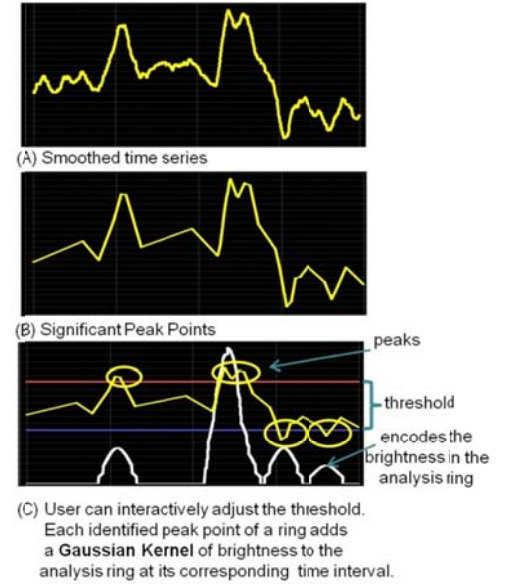 (A) Smoothed time series
(B) Significant Peak Points
peaks
threshold
encodes the
brightness in the
analysis ring
(C) User can interactively adjust the threshold.
Each identified peak point of a ring adds
a Gaussian Kernel of brightness to the
analysis ring at its corresponding time interval.